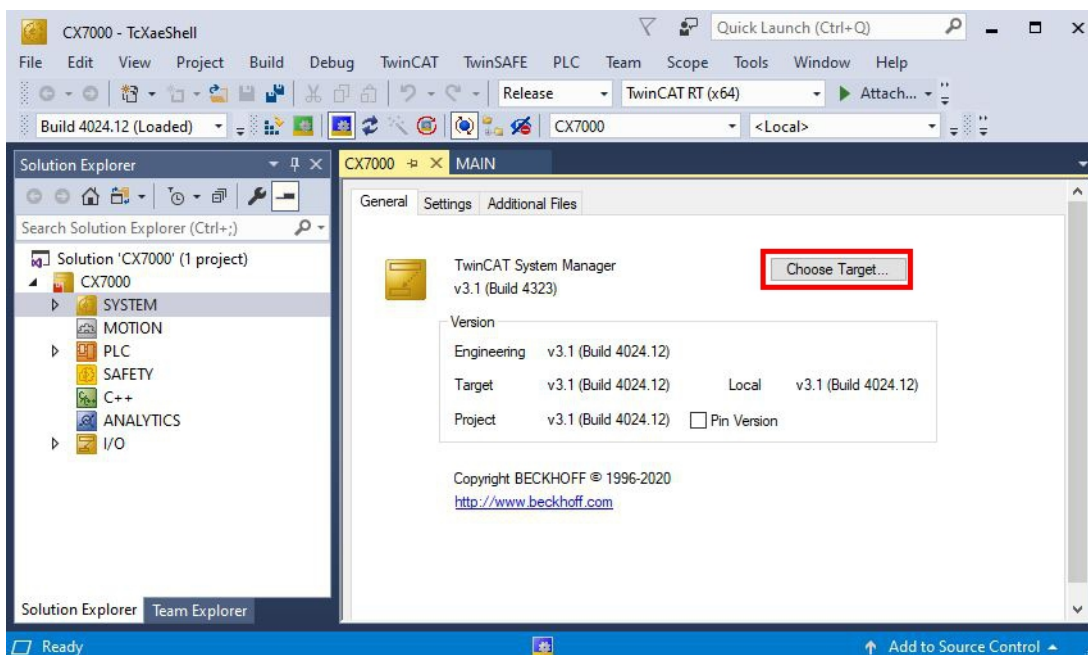 CX7000 - TcXaeShell
Quick Launch (Ctrl+Q)
File Edit View Project Build Debug TwinCAT TwinSAFE PLC Team Scope Tools Window Help
Release TwinCAT RT (x64) Attach...
Build 4024.12 (Loaded) CX7000 <Local>
Solution Explorer
CX7000 MAIN
General Settings Additional Files
Search Solution Explorer (Ctrl+;)
Solution 'CX7000' (1 project)
CX7000
SYSTEM
MOTION
PLC
SAFETY
C++
ANALYTICS
I/O
TwinCAT System Manager
v3.1 (Build 4323)
Choose Target...
Version
Engineering v3.1 (Build 4024.12)
Target v3.1 (Build 4024.12) Local v3.1 (Build 4024.12)
Project v3.1 (Build 4024.12) Pin Version
Copyright BECKHOFF © 1996-2020
http://www.beckhoff.com
Solution Explorer Team Explorer
Ready Add to Source Control